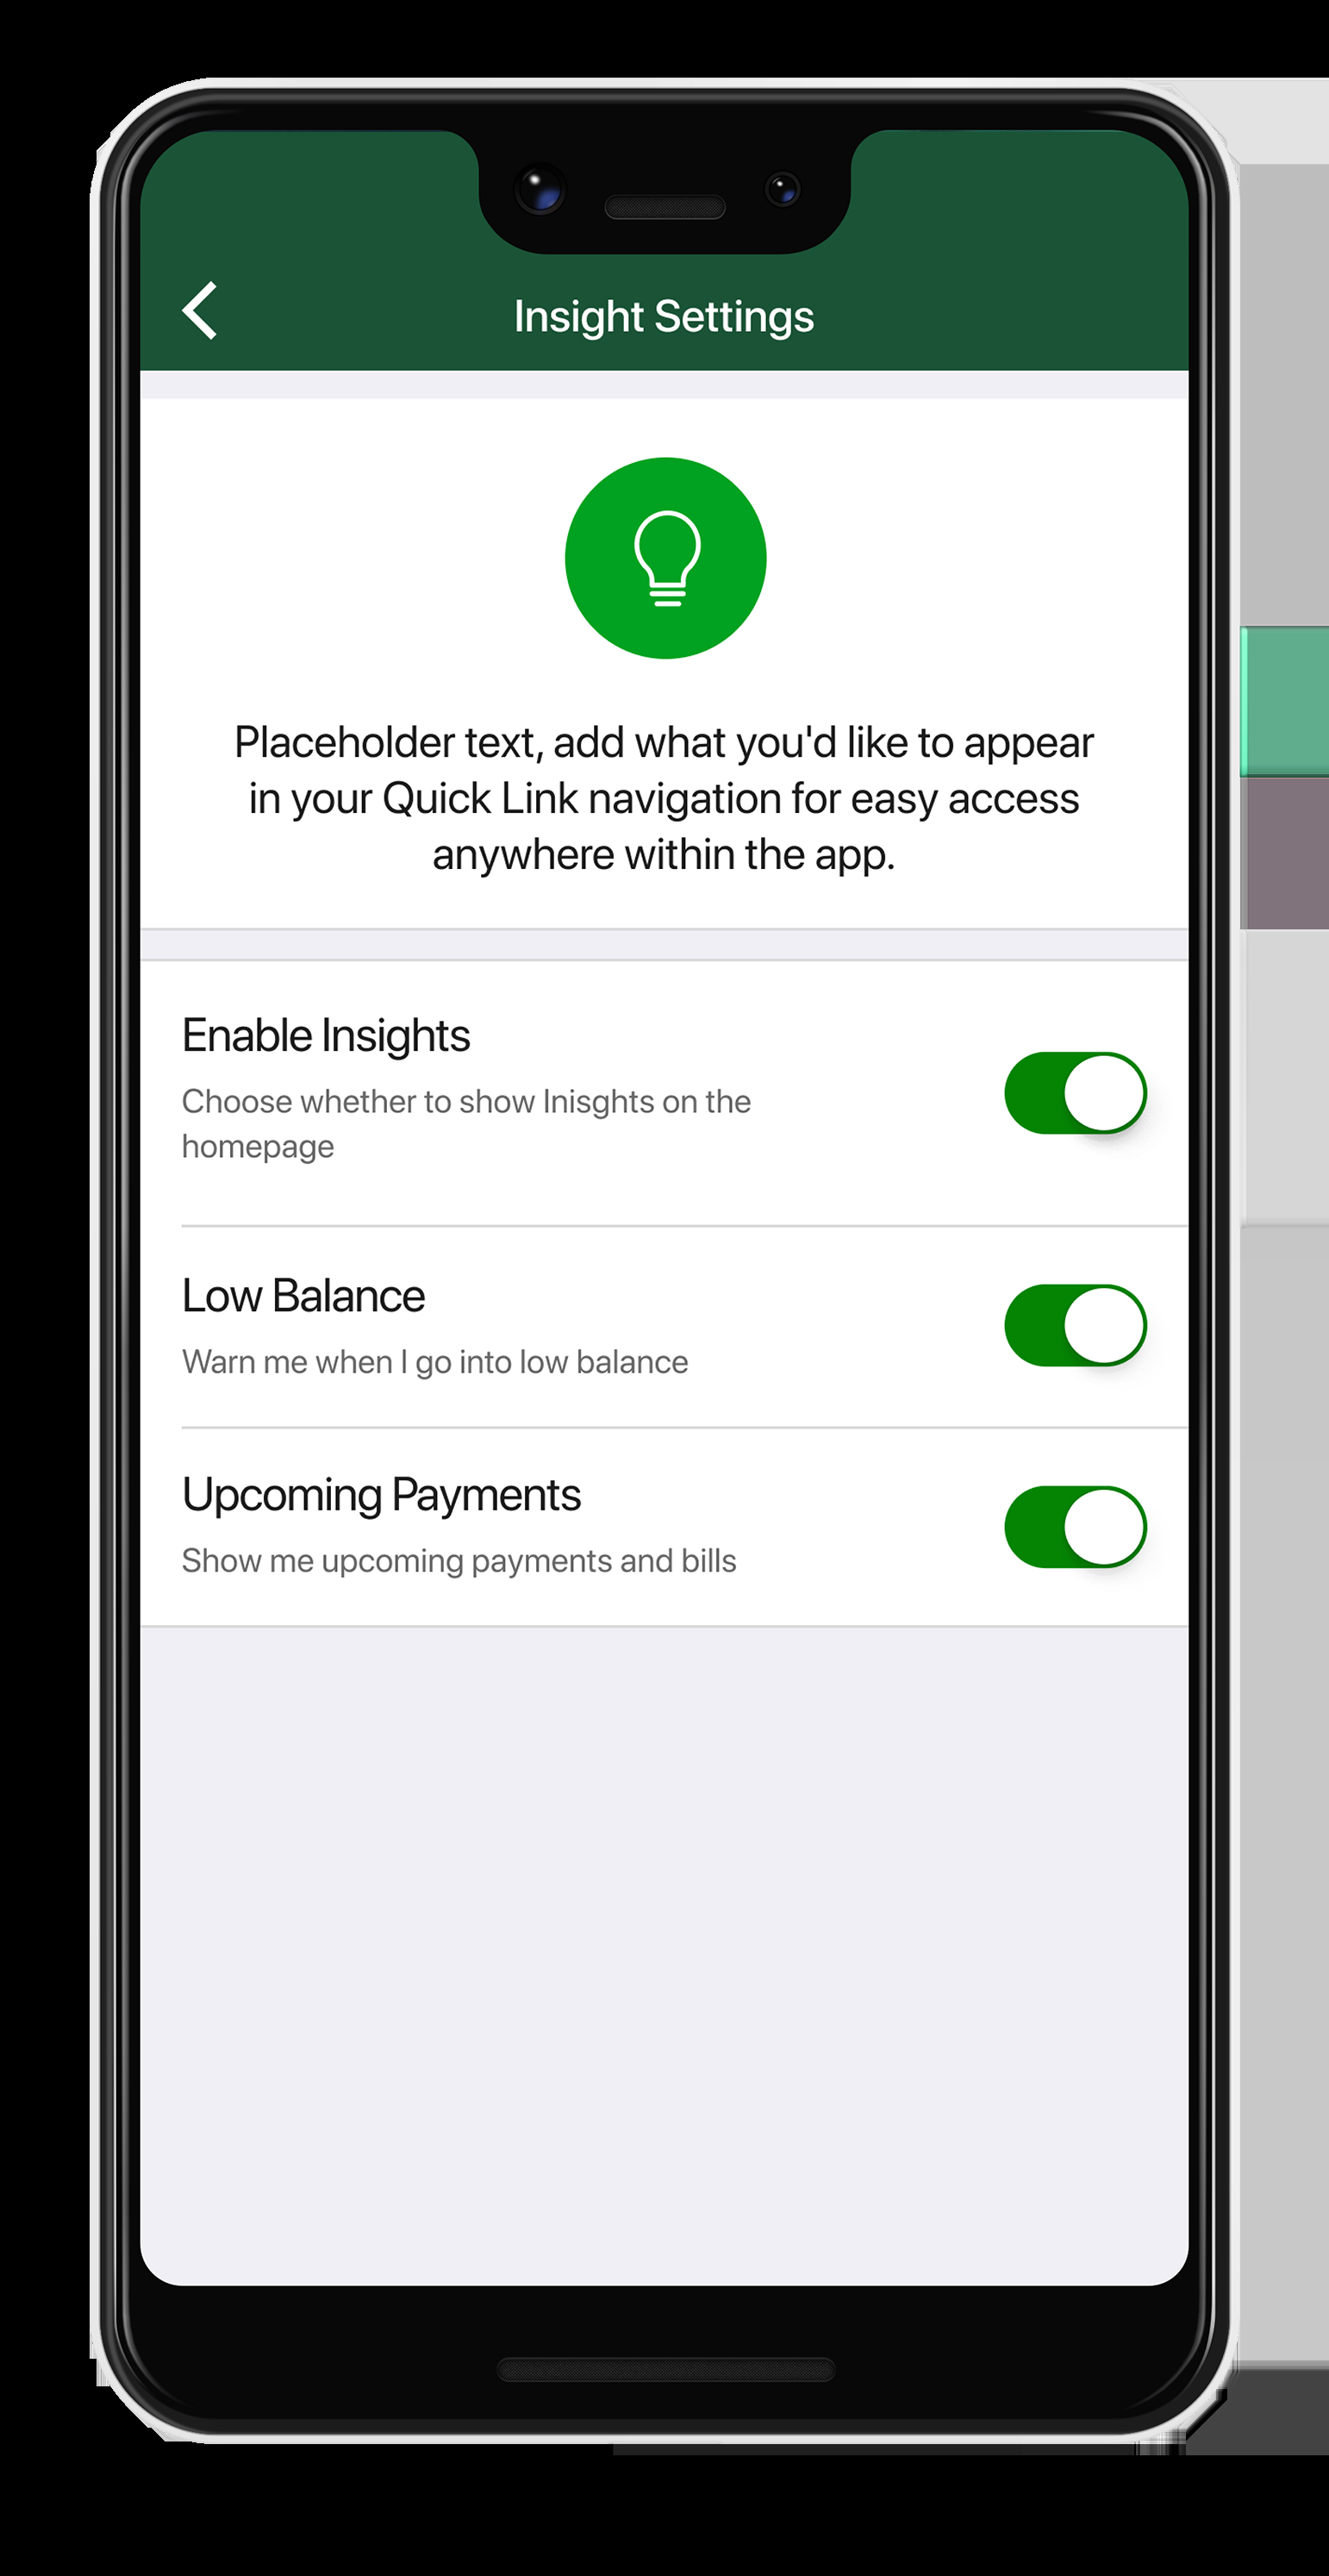 Insight Settings
Placeholder text, add what you'd like to appear
in your Quick Link navigation for easy access
anywhere within the app.
Enable Insights
Choose whether to show Inisghts on the
homepage
Low Balance
Warn me when I go into low balance
Upcoming Payments
Show me upcoming payments and bills